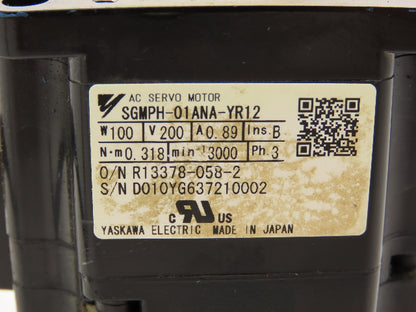 AC SERVO MOTOR
SGMPH-01ANA-YR12
W 100 V 200 A 0.89 Ins. B
N·m 0.318 min⁻¹ 3000 Ph. 3
O/N R13378-058-2
S/N D010YG637210002
c RU US
YASKAWA ELECTRIC MADE IN JAPAN